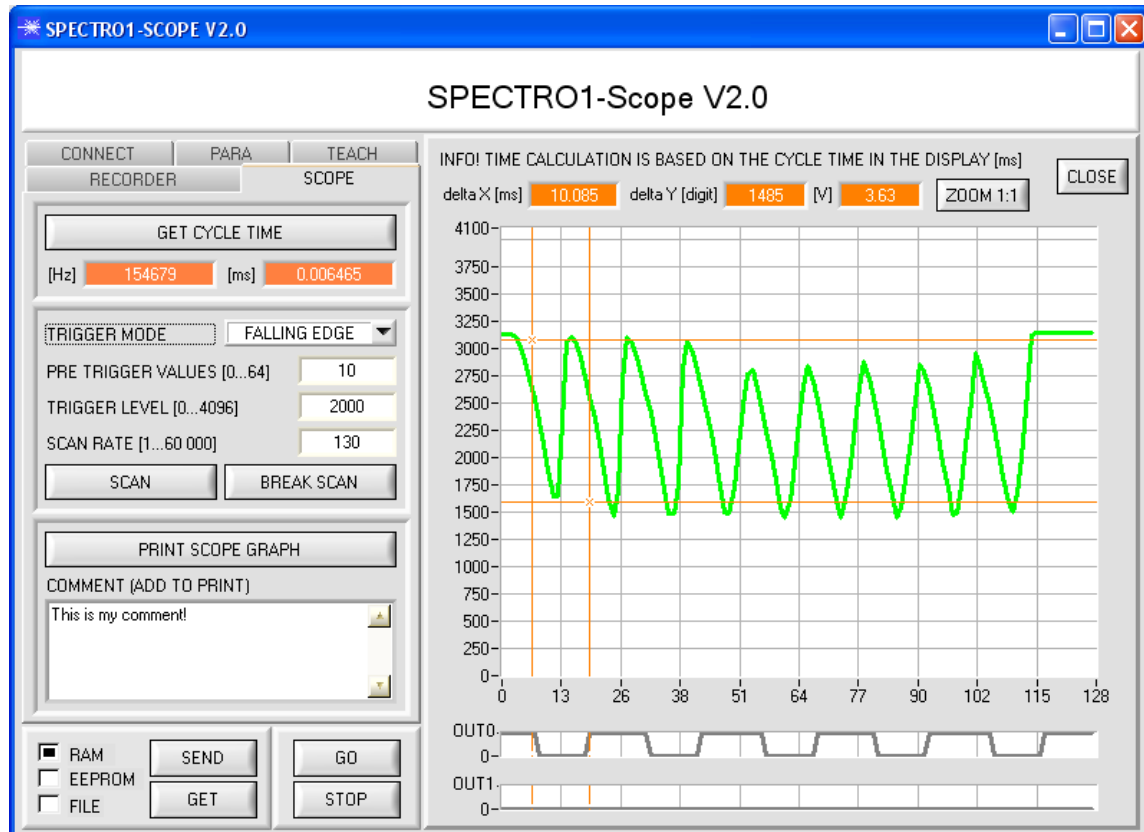 SPECTRO1-SCOPE V2.0
SPECTRO1-Scope V2.0
CONNECT PARA TEACH
RECORDER SCOPE
GET CYCLE TIME
[Hz] 154679 [ms] 0.006465
TRIGGER MODE FALLING EDGE
PRE TRIGGER VALUES [0...64] 10
TRIGGER LEVEL [0...4096] 2000
SCAN RATE [1...60 000] 130
SCAN BREAK SCAN
PRINT SCOPE GRAPH
COMMENT (ADD TO PRINT)
This is my comment!
RAM
EEPROM
FILE
SEND
GET
GO
STOP
INFO! TIME CALCULATION IS BASED ON THE CYCLE TIME IN THE DISPLAY [ms]
CLOSE
delta X [ms] 10.085 delta Y [digit] 1485 [V] 3.63 ZOOM 1:1
4100
3750
3500
3250
3000
2750
2500
2250
2000
1750
1500
1250
1000
750
500
250
0
0 13 26 38 51 64 77 90 102 115 128
OUT0
0
OUT1
0